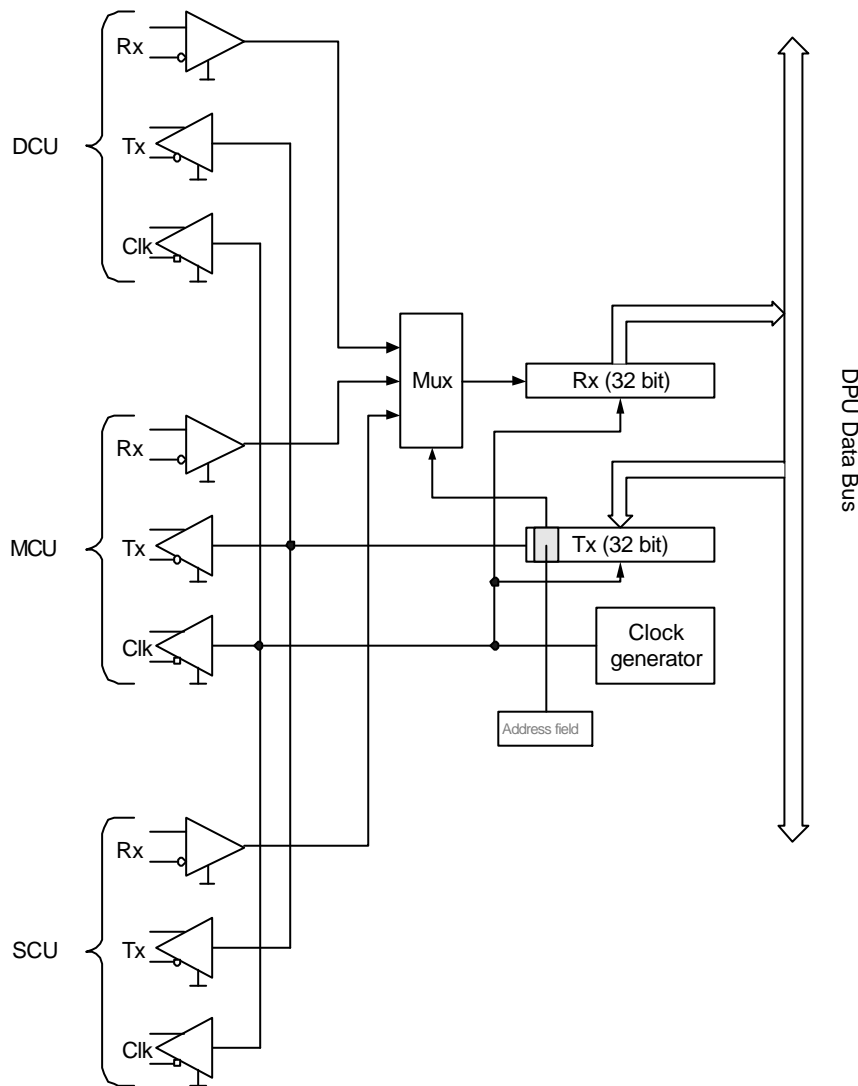 Rx
DCU
Tx
Clk
Mux
Rx (32 bit)
DPU Data Bus
Rx
MCU
Tx
Tx (32 bit)
Clk
Clock
generator
Address field
Rx
SCU
Tx
Clk